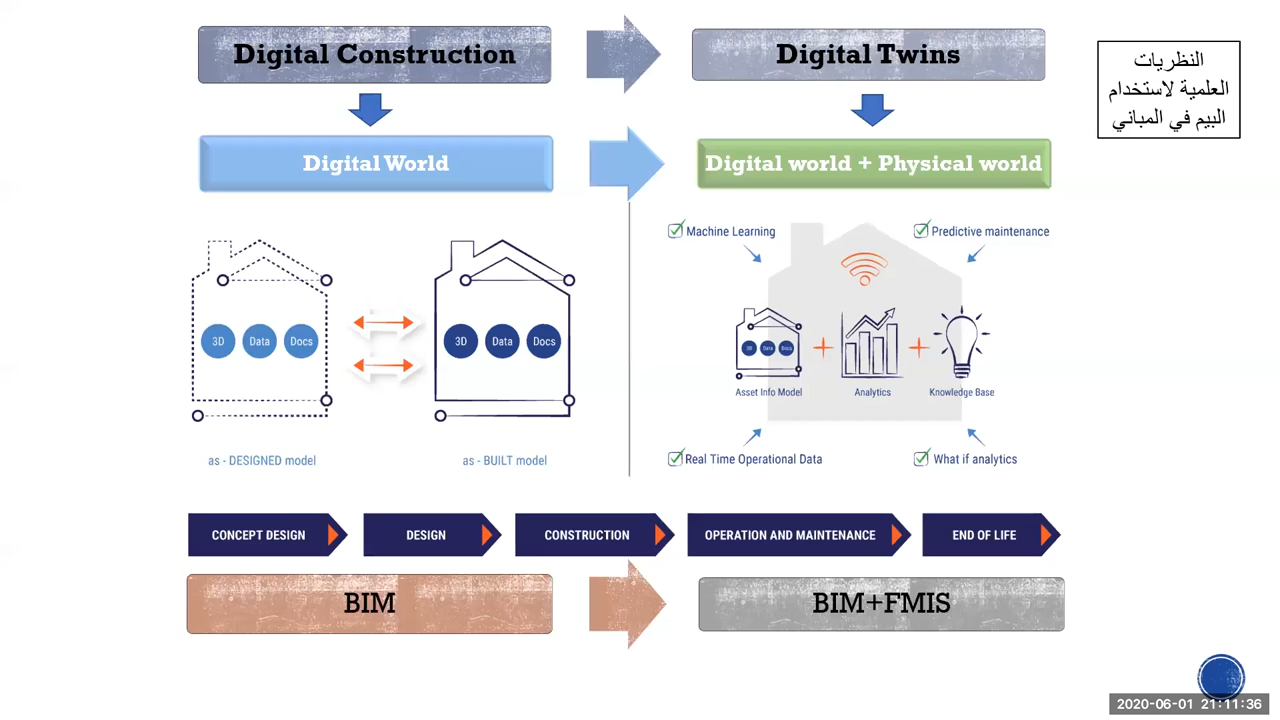 Digital Construction
Digital Twins
النظريات
العلمية لاستخدام
البيم في المباني
Digital World
Digital world + Physical world
Machine Learning
Predictive maintenance
3D
Data
Docs
3D
Data
Docs
3D
Data
Docs
Asset Info Model
Analytics
Knowledge Base
as - DESIGNED model
as - BUILT model
Real Time Operational Data
What if analytics
CONCEPT DESIGN
DESIGN
CONSTRUCTION
OPERATION AND MAINTENANCE
END OF LIFE
BIM
BIM+FMIS
2020-06-01 21:11:36